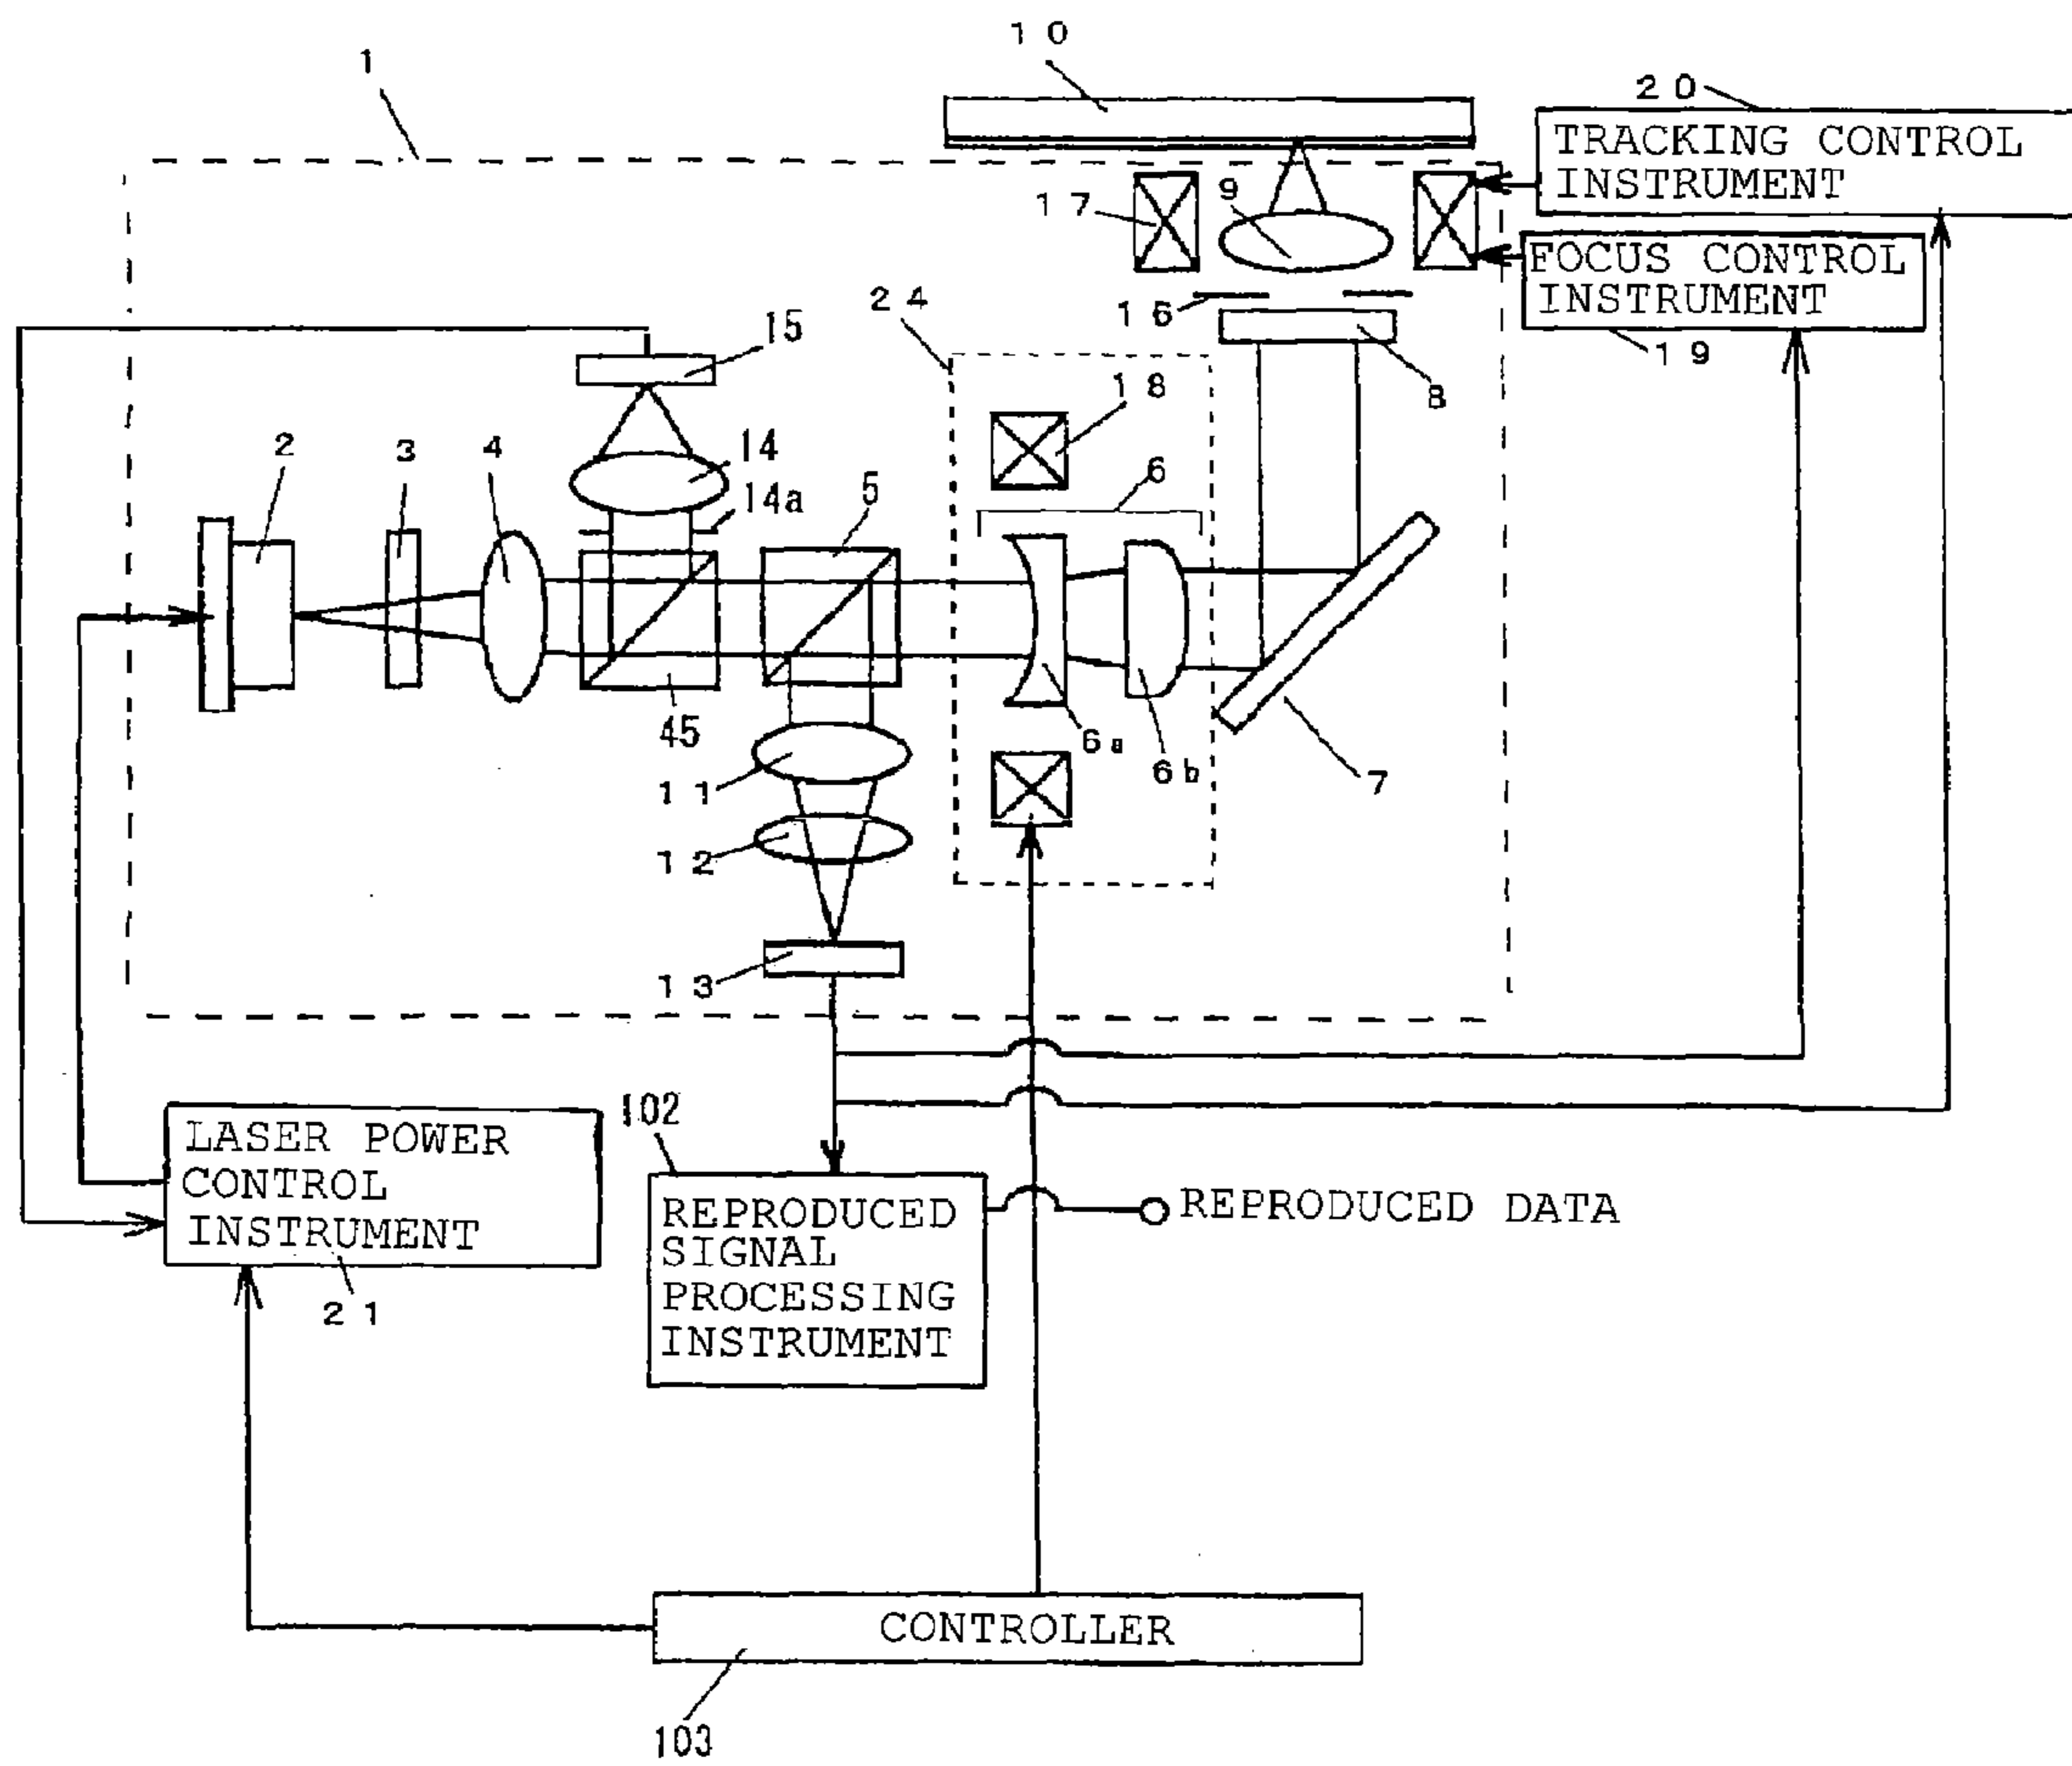 10
1
20
TRACKING CONTROL
INSTRUMENT
17
9
FOCUS CONTROL
INSTRUMENT
24
16
15
19
18
8
2
3
4
14
6
5
14a
45
6a
6b
7
11
12
13
102
LASER POWER
CONTROL
INSTRUMENT
REPRODUCED
SIGNAL
PROCESSING
INSTRUMENT
REPRODUCED DATA
21
CONTROLLER
103